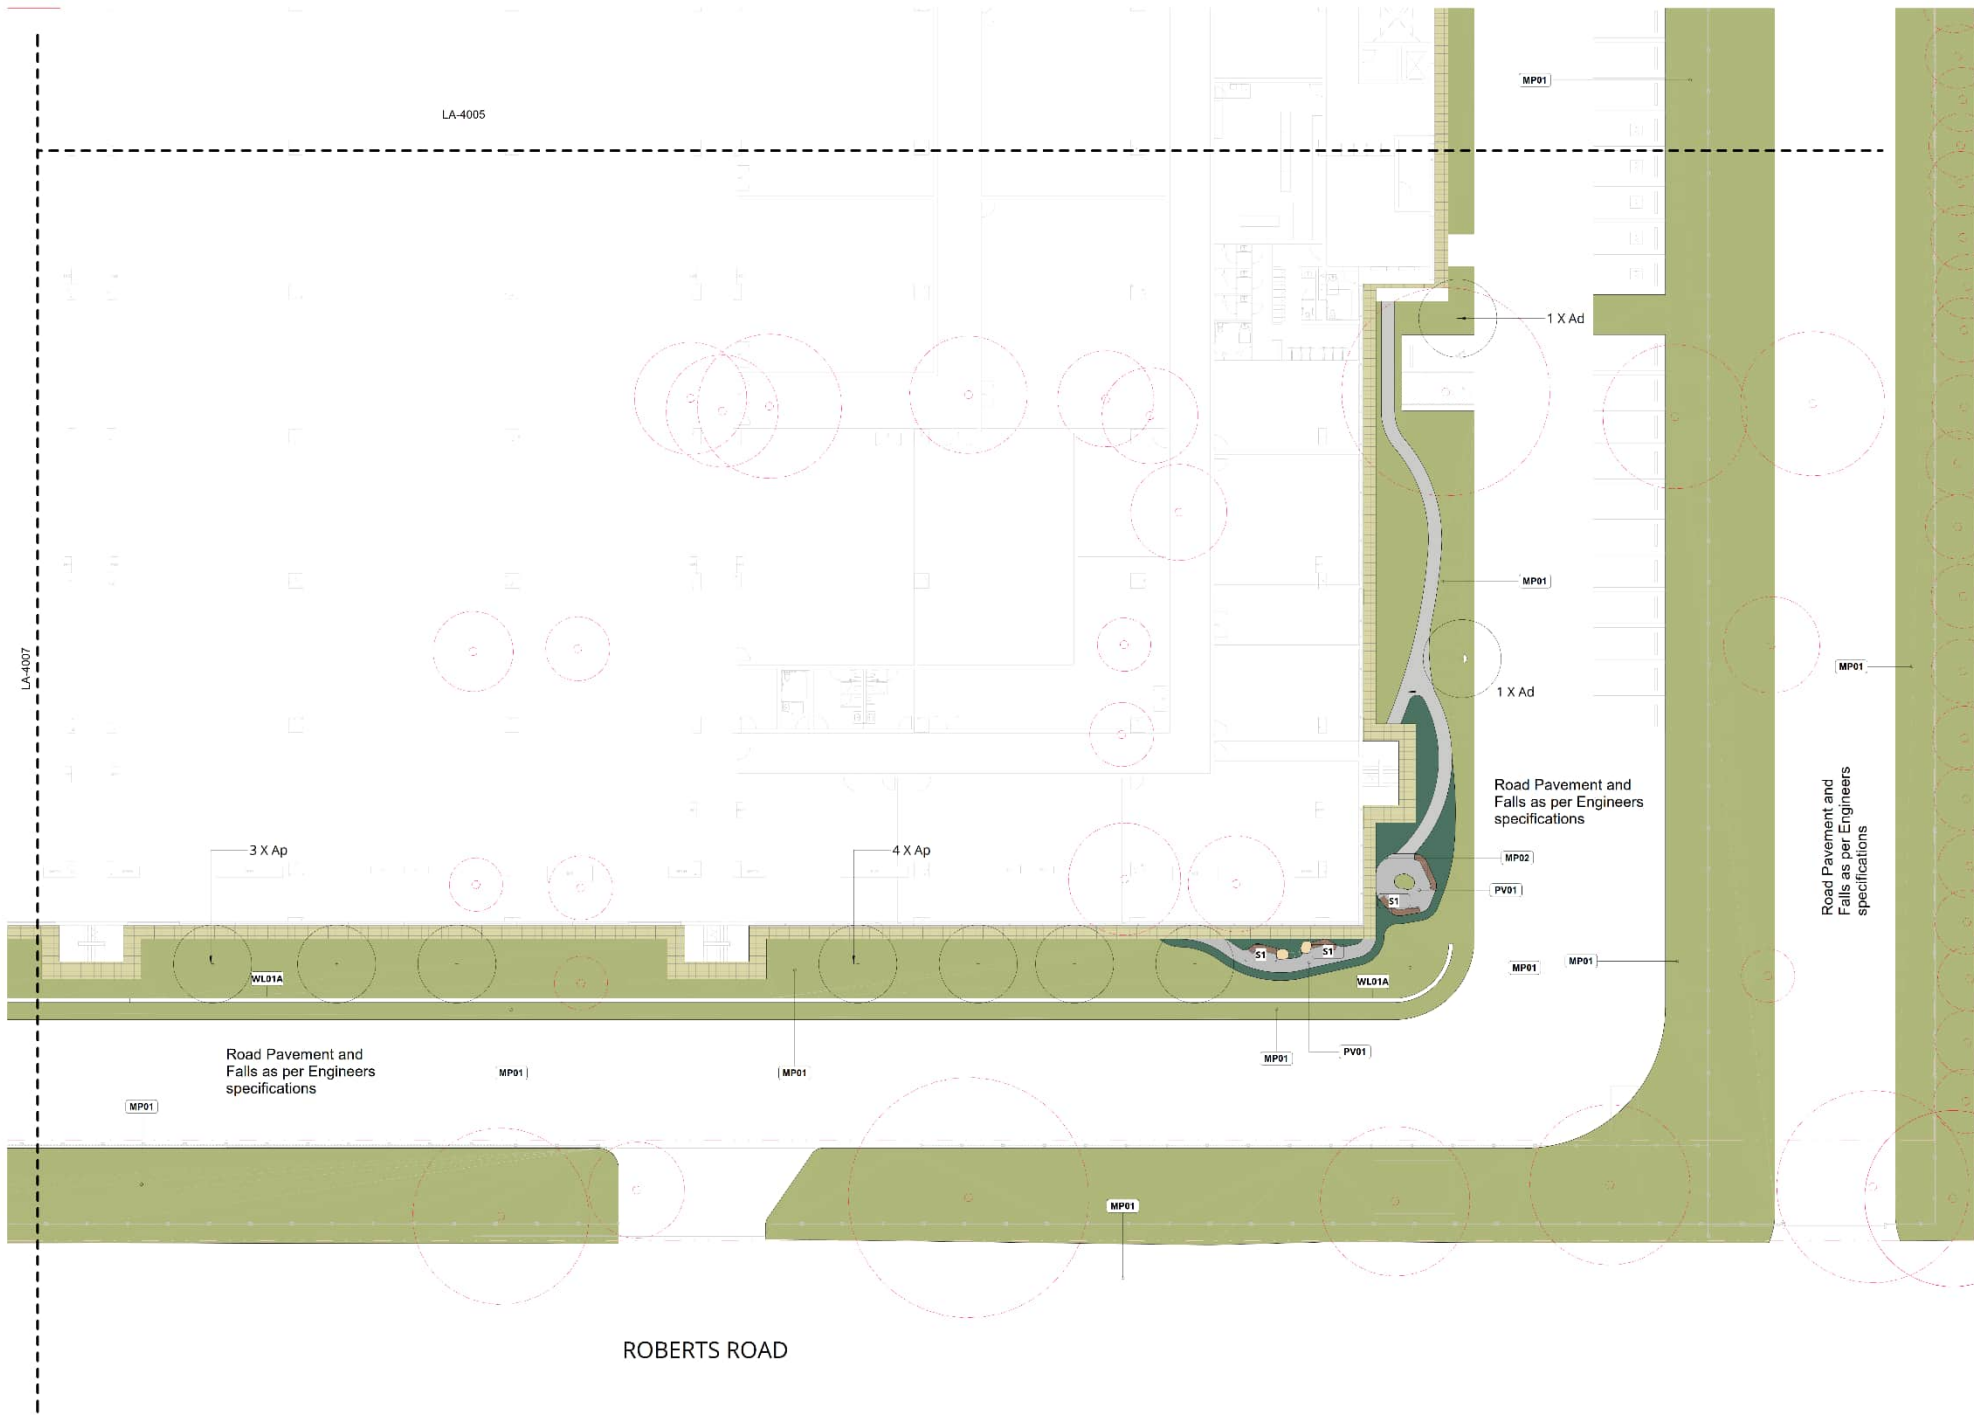 MP01
LA-4005
1 X Ad
MP01
LA-4007
MP01
1 X Ad
Road Pavement and
Falls as per Engineers
specifications
Road Pavement and
Falls as per Engineers
specifications
3 X Ap
4 X Ap
MP02
PV01
S1
S1
S1
MP01
MP01
WL01A
WL01A
Road Pavement and
Falls as per Engineers
specifications
MP01
MP01
MP01
PV01
MP01
MP01
ROBERTS ROAD